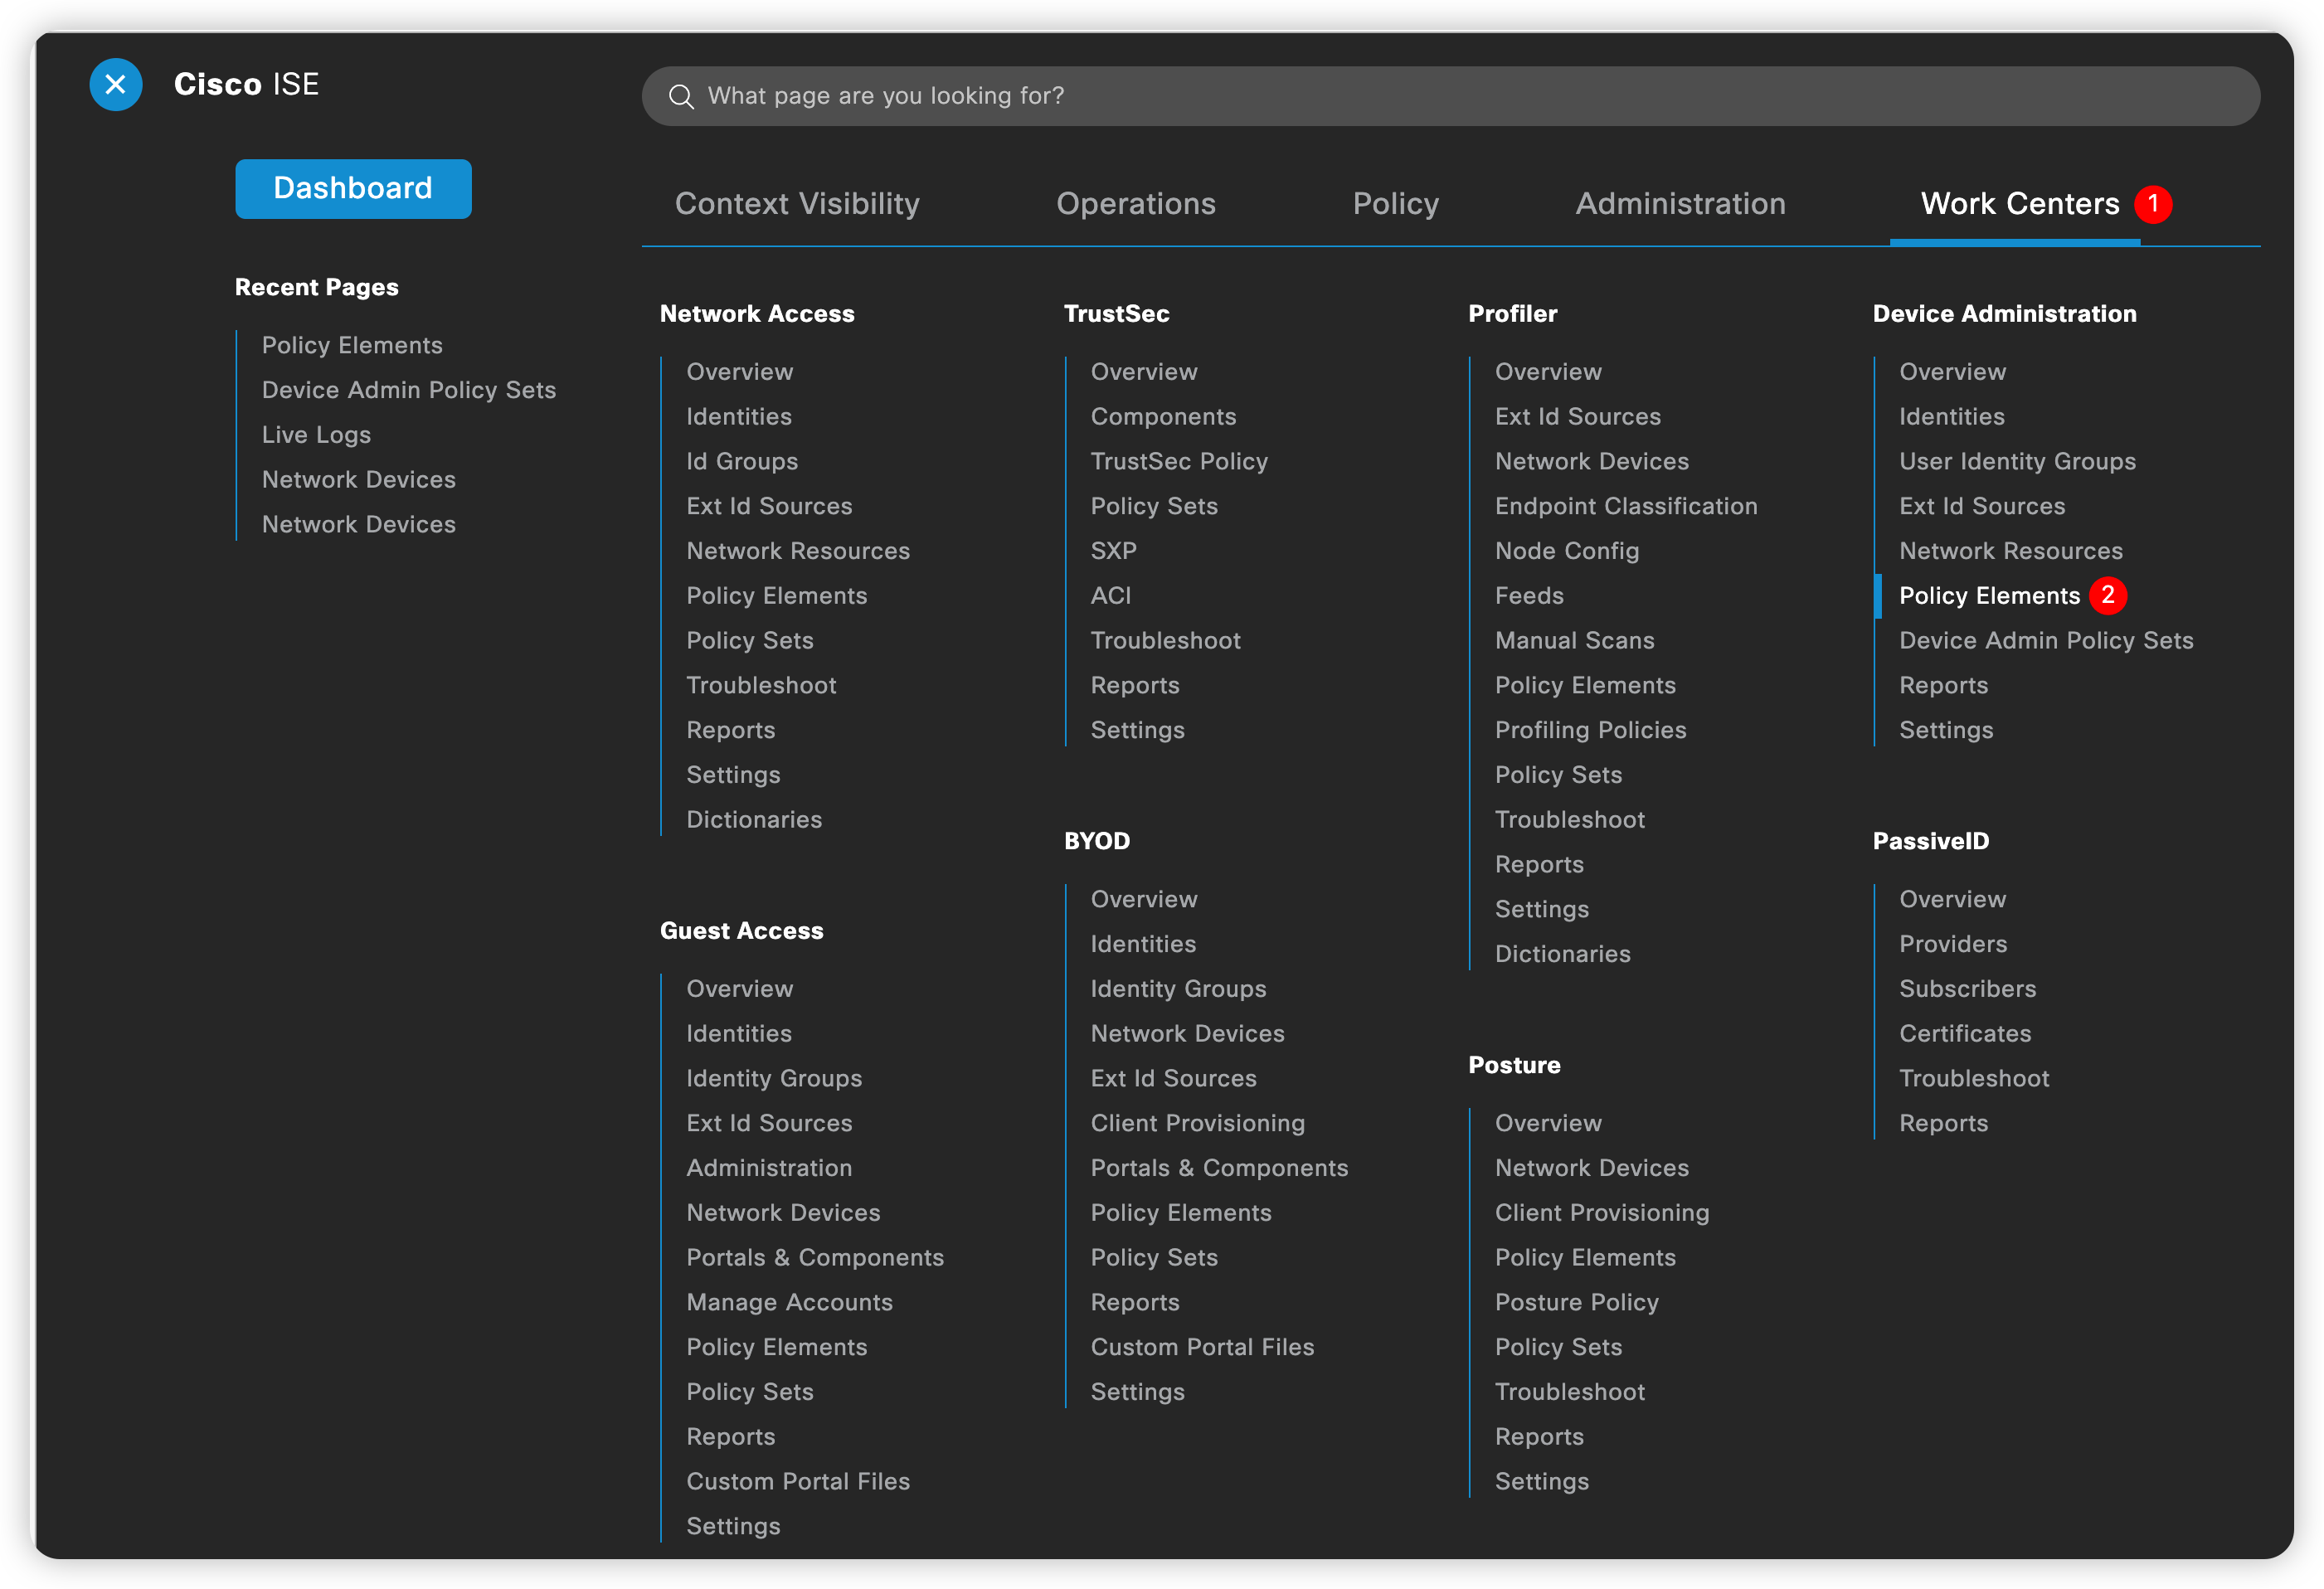 Cisco ISE
What page are you looking for?
Dashboard
Context Visibility
Operations
Policy
Administration
Work Centers 1
Recent Pages
Policy Elements
Device Admin Policy Sets
Live Logs
Network Devices
Network Devices
Network Access
Overview
Identities
Id Groups
Ext Id Sources
Network Resources
Policy Elements
Policy Sets
Troubleshoot
Reports
Settings
Dictionaries
Guest Access
Overview
Identities
Identity Groups
Ext Id Sources
Administration
Network Devices
Portals & Components
Manage Accounts
Policy Elements
Policy Sets
Reports
Custom Portal Files
Settings
TrustSec
Overview
Components
TrustSec Policy
Policy Sets
SXP
ACI
Troubleshoot
Reports
Settings
BYOD
Overview
Identities
Identity Groups
Network Devices
Ext Id Sources
Client Provisioning
Portals & Components
Policy Elements
Policy Sets
Reports
Custom Portal Files
Settings
Profiler
Overview
Ext Id Sources
Network Devices
Endpoint Classification
Node Config
Feeds
Manual Scans
Policy Elements
Profiling Policies
Policy Sets
Troubleshoot
Reports
Settings
Dictionaries
Posture
Overview
Network Devices
Client Provisioning
Policy Elements
Posture Policy
Policy Sets
Troubleshoot
Reports
Settings
Device Administration
Overview
Identities
User Identity Groups
Ext Id Sources
Network Resources
Policy Elements 2
Device Admin Policy Sets
Reports
Settings
PassiveID
Overview
Providers
Subscribers
Certificates
Troubleshoot
Reports